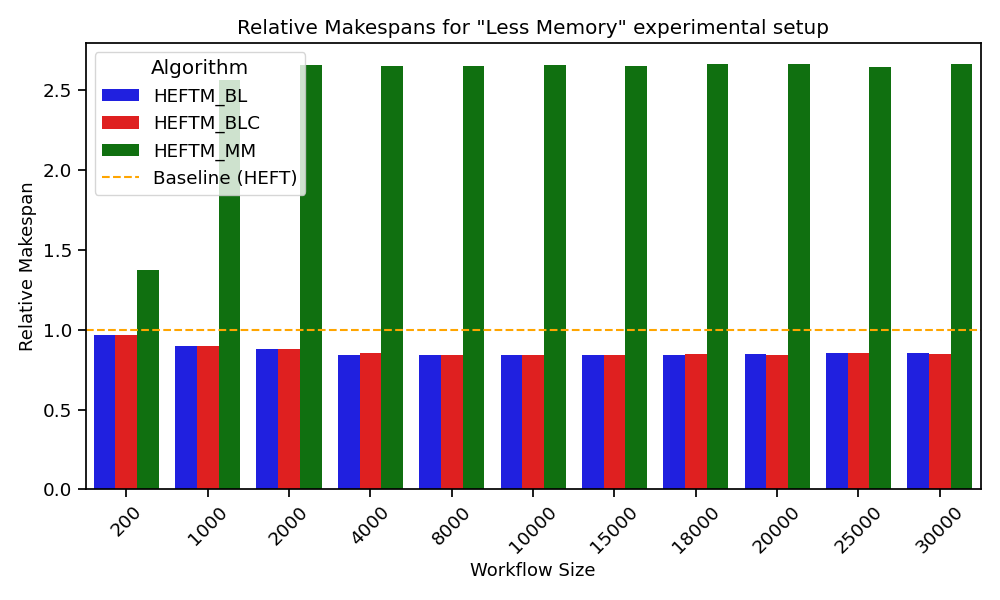 Relative Makespans for "Less Memory" experimental setup
Algorithm
HEFTM_BL
HEFTM_BLC
HEFTM_MM
Baseline (HEFT)
Relative Makespan
2.5
2.0
1.5
1.0
0.5
0.0
200
1000
2000
4000
8000
10000
15000
18000
20000
25000
30000
Workflow Size